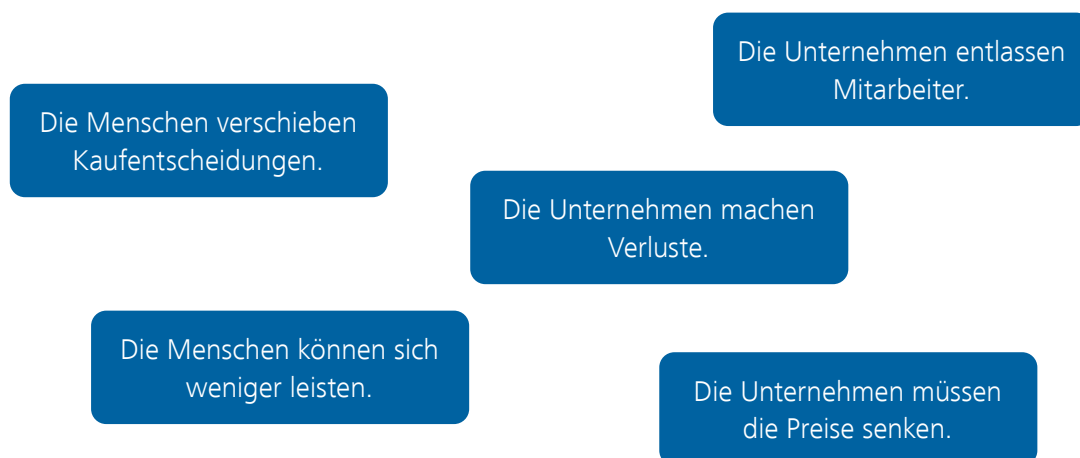 Die Unternehmen entlassen
Mitarbeiter.
Die Menschen verschieben
Kaufentscheidungen.
Die Unternehmen machen
Verluste.
Die Menschen können sich
weniger leisten.
Die Unternehmen müssen
die Preise senken.